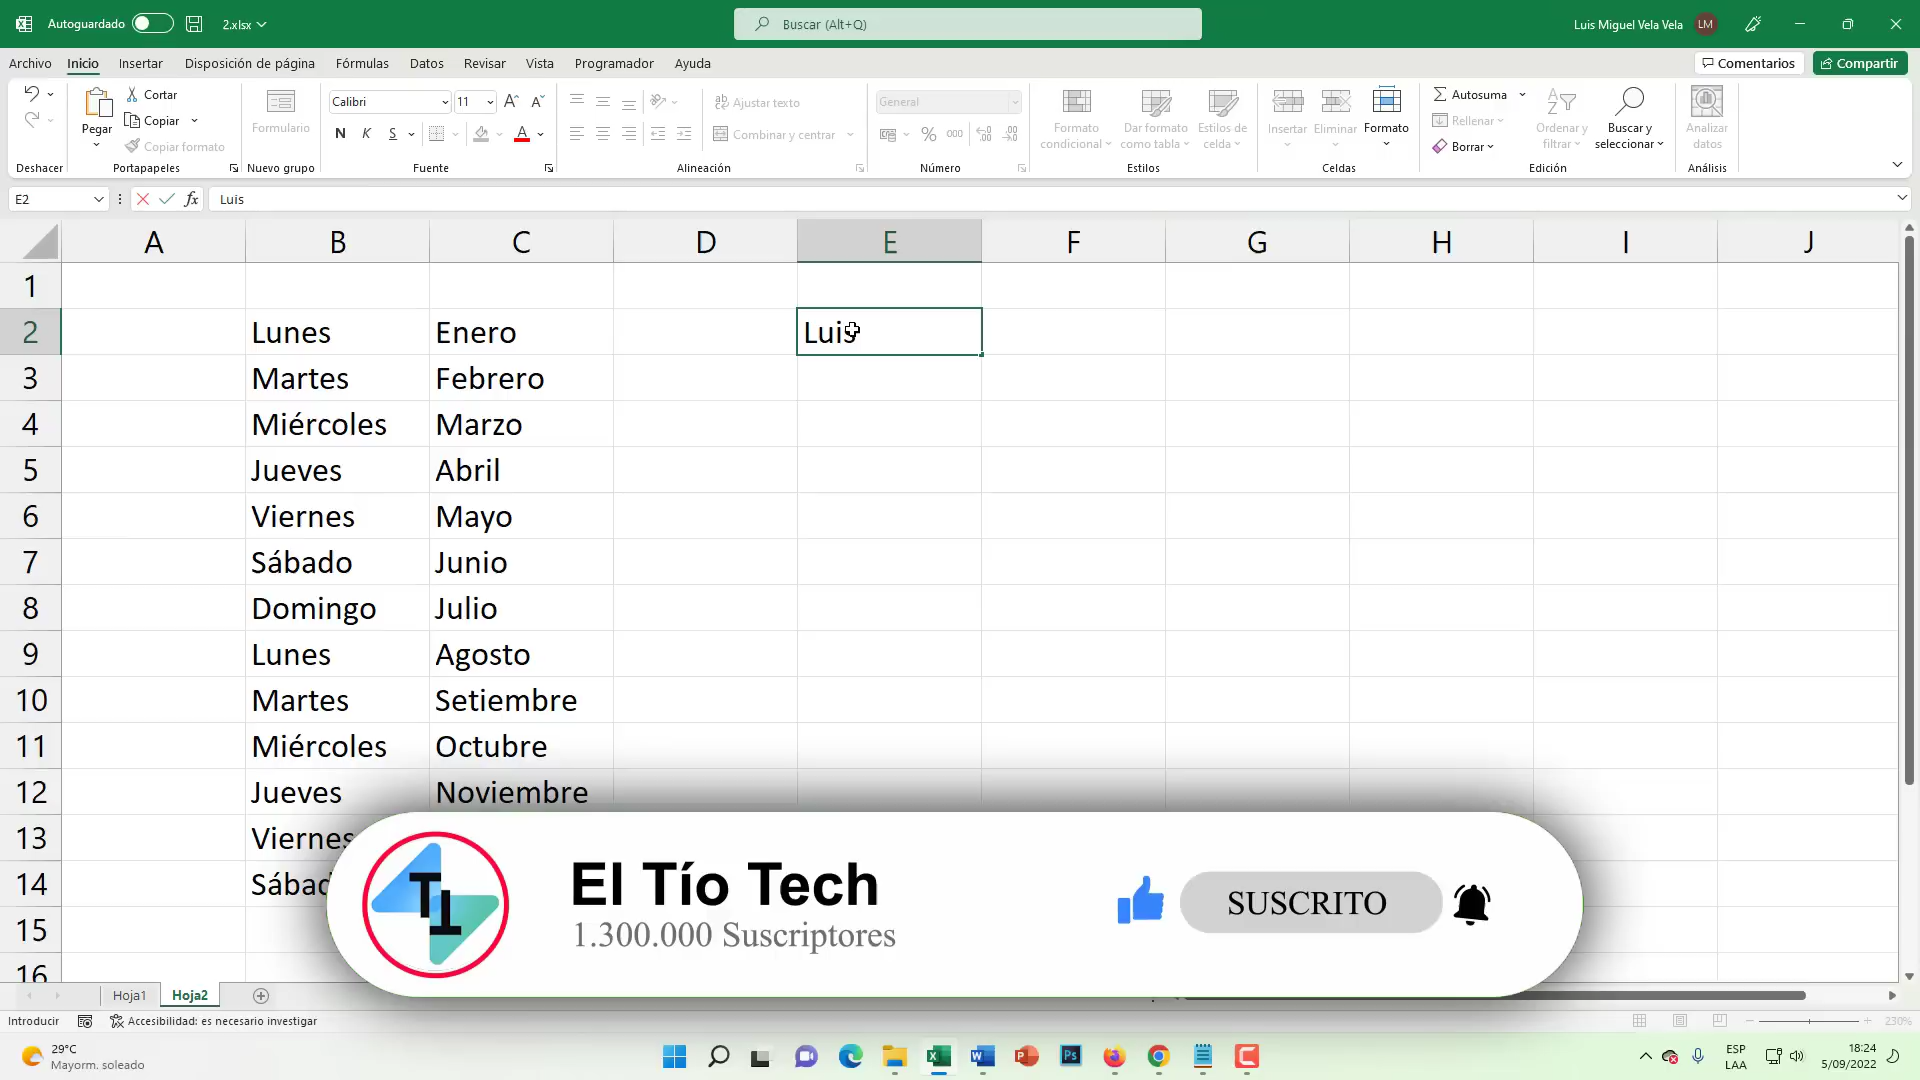 Autoguardado 2.xlsx Buscar (Alt+Q) Luis Miguel Vela Vela LM
Archivo Inicio Insertar Disposición de página Fórmulas Datos Revisar Vista Programador Ayuda Comentarios Compartir
Deshacer
Pegar
Cortar
Copiar
Copiar formato
Portapapeles
Formulario
Nuevo grupo
Calibri 11
N K S
Fuente
Ajustar texto
Combinar y centrar
Alineación
General
% 000
Número
Formato condicional
Dar formato como tabla
Estilos de celda
Estilos
Insertar Eliminar Formato
Celdas
Autosuma
Rellenar
Borrar
Ordenar y filtrar
Buscar y seleccionar
Edición
Analizar datos
Análisis
E2 fx Luis
A B C D E F G H I J
1
2 Lunes Enero Luis
3 Martes Febrero
4 Miércoles Marzo
5 Jueves Abril
6 Viernes Mayo
7 Sábado Junio
8 Domingo Julio
9 Lunes Agosto
10 Martes Setiembre
11 Miércoles Octubre
12 Jueves Noviembre
13 Viernes
14 Sábad
15
16
TI
El Tío Tech
1.300.000 Suscriptores
SUSCRITO
Hoja1 Hoja2
Introducir Accesibilidad: es necesario investigar 230%
29°C
Mayorm. soleado
ESP
LAA
18:24
5/09/2022